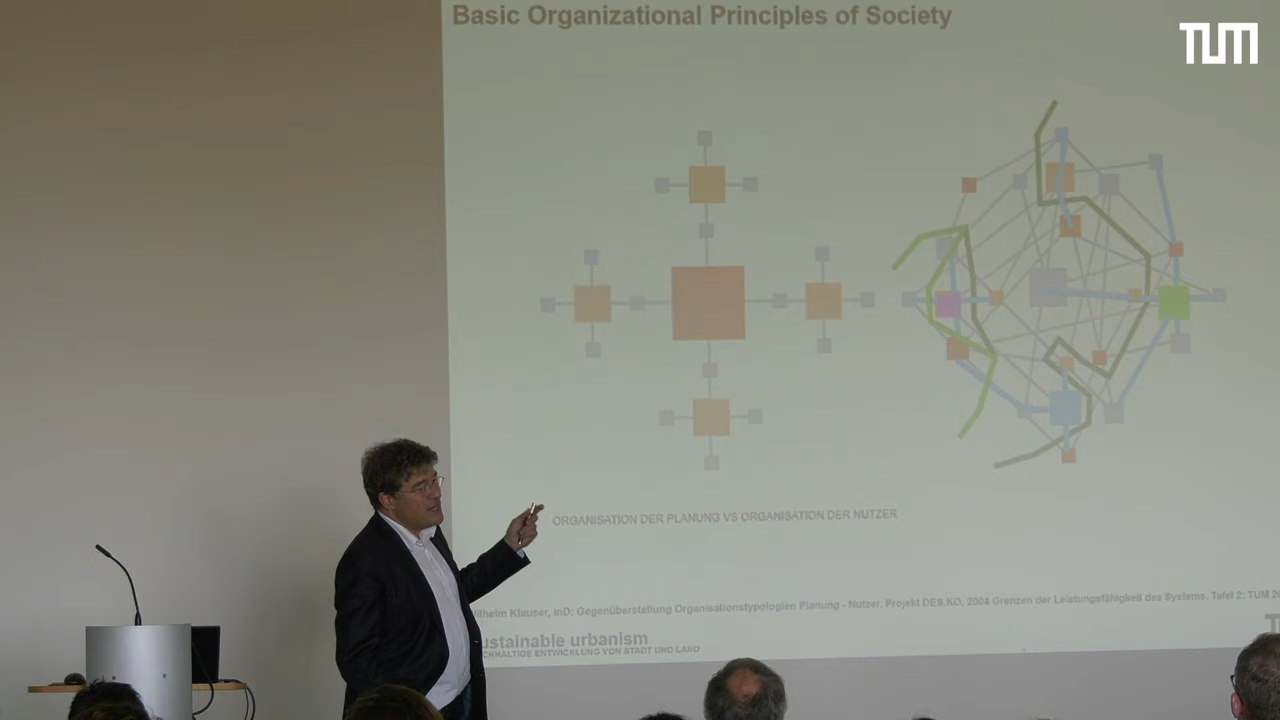 Basic Organizational Principles of Society
TUM
ORGANISATION DER PLANUNG VS ORGANISATION DER NUTZER
Klauser, inD: Gegenüberstellung Organisationstypologien Planung - Nutzer. Projekt DE9.KO, 2004 Grenzen der Leistungsfähigkeit des Systems. Tafel 2: TUM
ustainable urbanism
CHHALTIGE ENTWICKLUNG VON STADT UND LAND